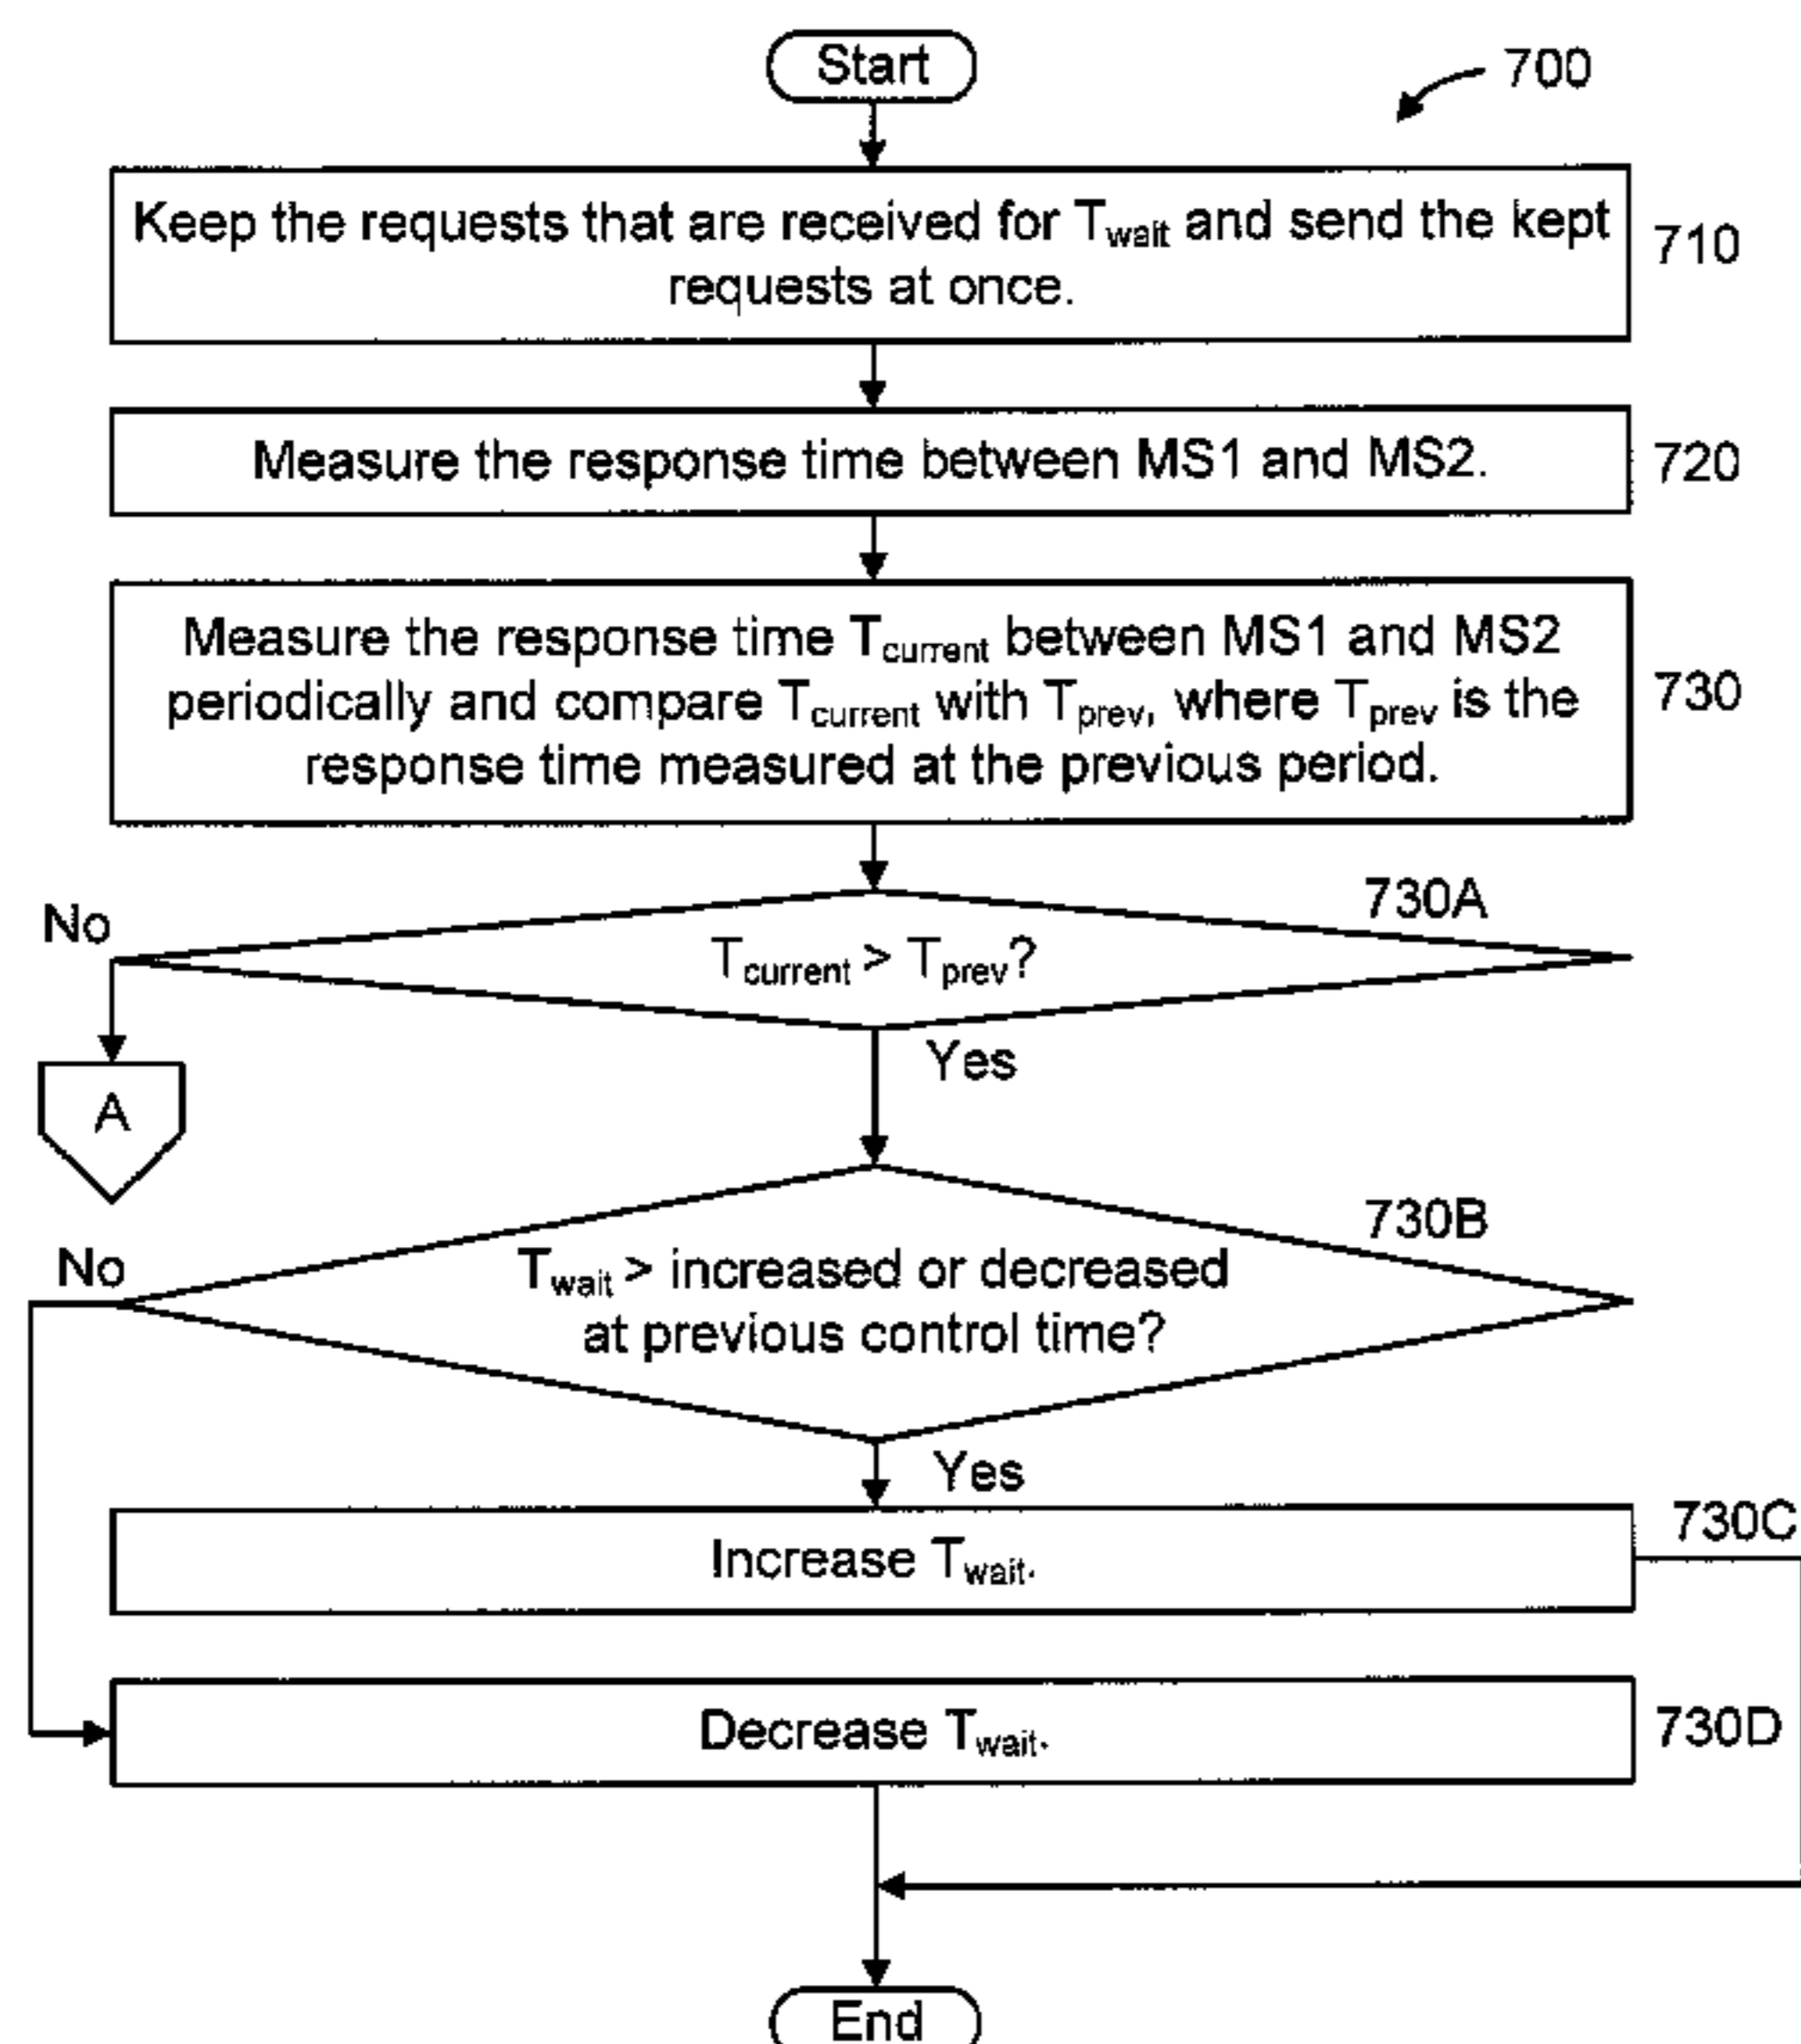 Start
700
Keep the requests that are received for Twait and send the kept
requests at once.
710
Measure the response time between MS1 and MS2.
720
Measure the response time Tcurrent between MS1 and MS2
periodically and compare Tcurrent with Tprev, where Tprev is the
response time measured at the previous period.
730
730A
No
Tcurrent > Tprev?
Yes
A
730B
No
Twait > increased or decreased
at previous control time?
Yes
730C
Increase Twait.
730D
Decrease Twait.
End